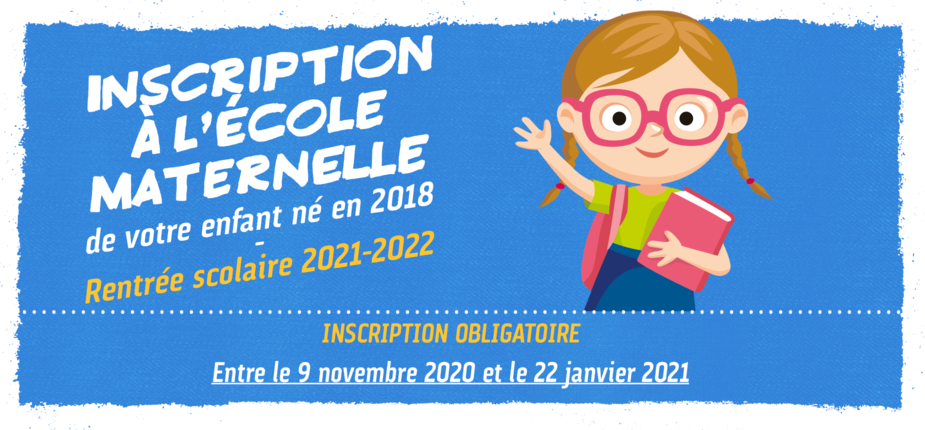 INSCRIPTION
À L'ÉCOLE
MATERNELLE
de votre enfant né en 2018
-
Rentrée scolaire 2021-2022
INSCRIPTION OBLIGATOIRE
Entre le 9 novembre 2020 et le 22 janvier 2021